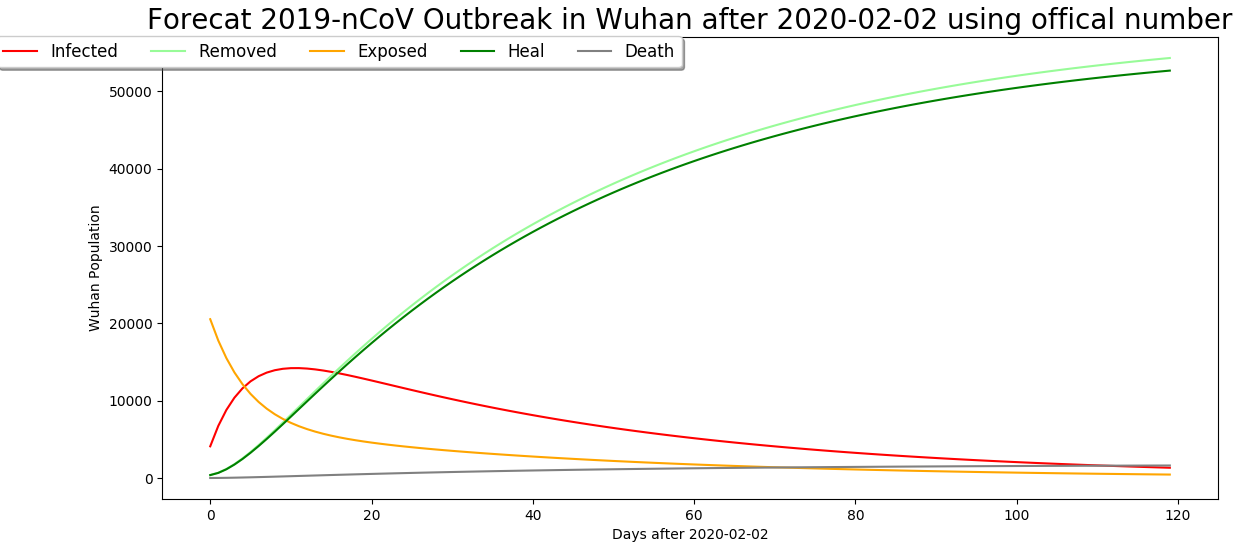 Forecat 2019-nCoV Outbreak in Wuhan after 2020-02-02 using offical number
Infected Removed Exposed Heal Death
50000
40000
30000
20000
10000
0
Wuhan Population
0 20 40 60 80 100 120
Days after 2020-02-02